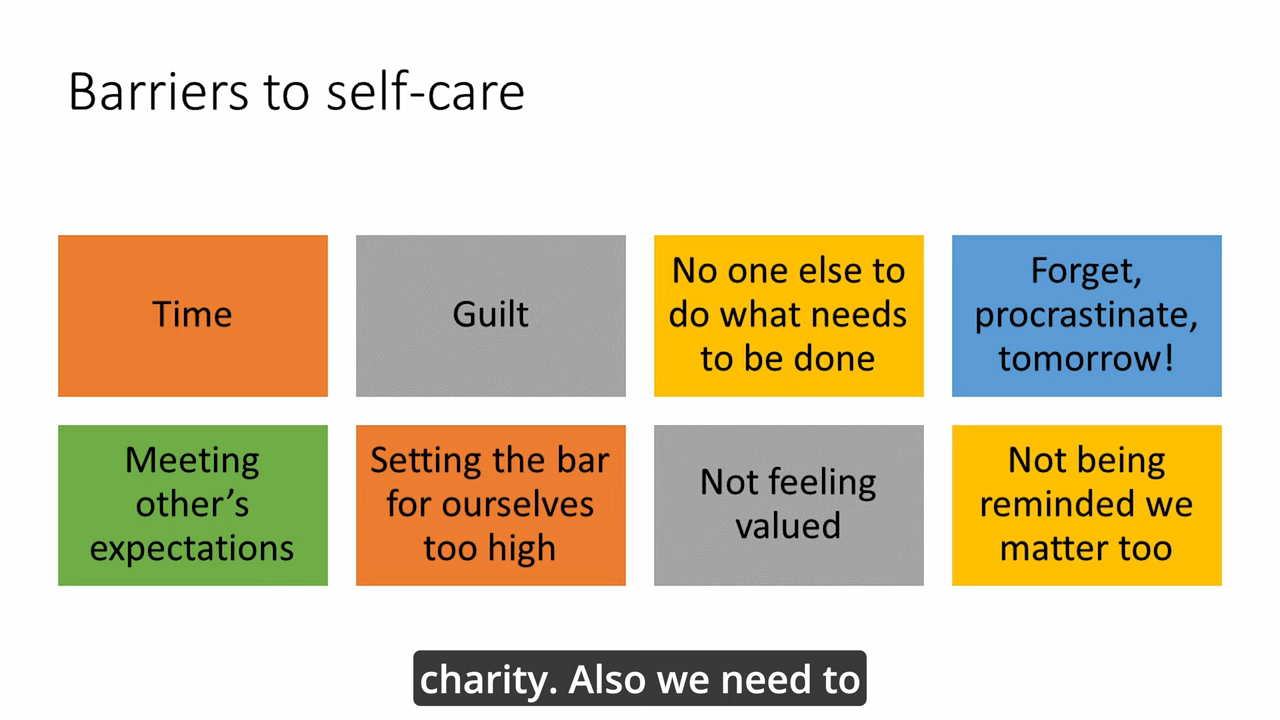 Barriers to self-care
Time
Guilt
No one else to
do what needs
to be done
Forget,
procrastinate,
tomorrow!
Meeting
other’s
expectations
Setting the bar
for ourselves
too high
Not feeling
valued
Not being
reminded we
matter too
charity. Also we need to